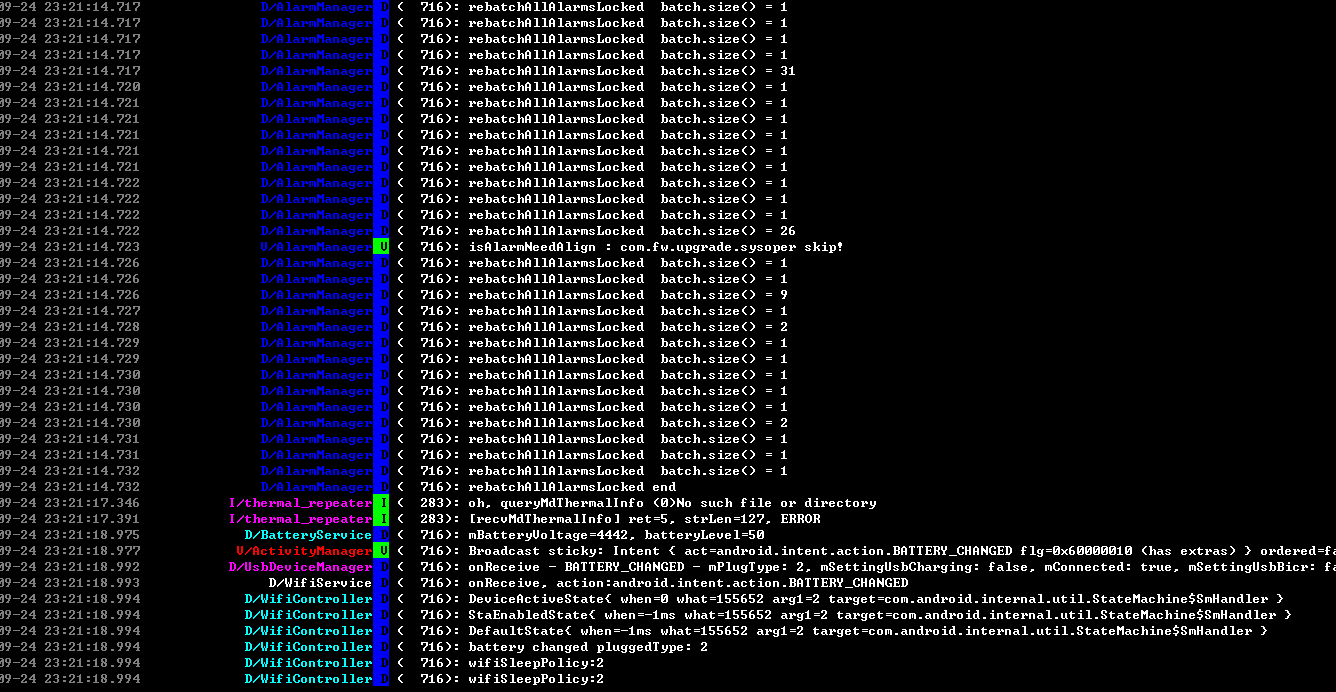 09-24 23:21:14.717 D/AlarmManager D ( 716): rebatchAllAlarmsLocked batch.size() = 1
09-24 23:21:14.717 D/AlarmManager D ( 716): rebatchAllAlarmsLocked batch.size() = 1
09-24 23:21:14.717 D/AlarmManager D ( 716): rebatchAllAlarmsLocked batch.size() = 1
09-24 23:21:14.717 D/AlarmManager D ( 716): rebatchAllAlarmsLocked batch.size() = 1
09-24 23:21:14.717 D/AlarmManager D ( 716): rebatchAllAlarmsLocked batch.size() = 31
09-24 23:21:14.720 D/AlarmManager D ( 716): rebatchAllAlarmsLocked batch.size() = 1
09-24 23:21:14.721 D/AlarmManager D ( 716): rebatchAllAlarmsLocked batch.size() = 1
09-24 23:21:14.721 D/AlarmManager D ( 716): rebatchAllAlarmsLocked batch.size() = 1
09-24 23:21:14.721 D/AlarmManager D ( 716): rebatchAllAlarmsLocked batch.size() = 1
09-24 23:21:14.721 D/AlarmManager D ( 716): rebatchAllAlarmsLocked batch.size() = 1
09-24 23:21:14.721 D/AlarmManager D ( 716): rebatchAllAlarmsLocked batch.size() = 1
09-24 23:21:14.722 D/AlarmManager D ( 716): rebatchAllAlarmsLocked batch.size() = 1
09-24 23:21:14.722 D/AlarmManager D ( 716): rebatchAllAlarmsLocked batch.size() = 1
09-24 23:21:14.722 D/AlarmManager D ( 716): rebatchAllAlarmsLocked batch.size() = 1
09-24 23:21:14.722 D/AlarmManager D ( 716): rebatchAllAlarmsLocked batch.size() = 26
09-24 23:21:14.723 V/AlarmManager V ( 716): isAlarmNeedAlign : com.fw.upgrade.sysoper skip!
09-24 23:21:14.726 D/AlarmManager D ( 716): rebatchAllAlarmsLocked batch.size() = 1
09-24 23:21:14.726 D/AlarmManager D ( 716): rebatchAllAlarmsLocked batch.size() = 1
09-24 23:21:14.726 D/AlarmManager D ( 716): rebatchAllAlarmsLocked batch.size() = 9
09-24 23:21:14.727 D/AlarmManager D ( 716): rebatchAllAlarmsLocked batch.size() = 1
09-24 23:21:14.728 D/AlarmManager D ( 716): rebatchAllAlarmsLocked batch.size() = 2
09-24 23:21:14.729 D/AlarmManager D ( 716): rebatchAllAlarmsLocked batch.size() = 1
09-24 23:21:14.729 D/AlarmManager D ( 716): rebatchAllAlarmsLocked batch.size() = 1
09-24 23:21:14.730 D/AlarmManager D ( 716): rebatchAllAlarmsLocked batch.size() = 1
09-24 23:21:14.730 D/AlarmManager D ( 716): rebatchAllAlarmsLocked batch.size() = 1
09-24 23:21:14.730 D/AlarmManager D ( 716): rebatchAllAlarmsLocked batch.size() = 1
09-24 23:21:14.730 D/AlarmManager D ( 716): rebatchAllAlarmsLocked batch.size() = 2
09-24 23:21:14.731 D/AlarmManager D ( 716): rebatchAllAlarmsLocked batch.size() = 1
09-24 23:21:14.731 D/AlarmManager D ( 716): rebatchAllAlarmsLocked batch.size() = 1
09-24 23:21:14.732 D/AlarmManager D ( 716): rebatchAllAlarmsLocked batch.size() = 1
09-24 23:21:14.732 D/AlarmManager D ( 716): rebatchAllAlarmsLocked end
09-24 23:21:17.346 I/thermal_repeater I ( 283): oh, queryMdThermalInfo (0)No such file or directory
09-24 23:21:17.391 I/thermal_repeater I ( 283): [recvMdThermalInfo] ret=5, strLen=127, ERROR
09-24 23:21:18.975 D/BatteryService D ( 716): mBatteryVoltage=4442, batteryLevel=50
09-24 23:21:18.977 V/ActivityManager V ( 716): Broadcast sticky: Intent { act=android.intent.action.BATTERY_CHANGED flg=0x60000010 (has extras) } ordered=fa
09-24 23:21:18.992 D/UsbDeviceManager D ( 716): onReceive - BATTERY_CHANGED - mPlugType: 2, mSettingUsbCharging: false, mConnected: true, mSettingUsbBicr: fa
09-24 23:21:18.993 D/WifiService D ( 716): onReceive, action:android.intent.action.BATTERY_CHANGED
09-24 23:21:18.994 D/WifiController D ( 716): DeviceActiveState{ when=0 what=155652 arg1=2 target=com.android.internal.util.StateMachine$SmHandler }
09-24 23:21:18.994 D/WifiController D ( 716): StaEnabledState{ when=-1ms what=155652 arg1=2 target=com.android.internal.util.StateMachine$SmHandler }
09-24 23:21:18.994 D/WifiController D ( 716): DefaultState{ when=-1ms what=155652 arg1=2 target=com.android.internal.util.StateMachine$SmHandler }
09-24 23:21:18.994 D/WifiController D ( 716): battery changed pluggedType: 2
09-24 23:21:18.994 D/WifiController D ( 716): wifiSleepPolicy:2
09-24 23:21:18.994 D/WifiController D ( 716): wifiSleepPolicy:2